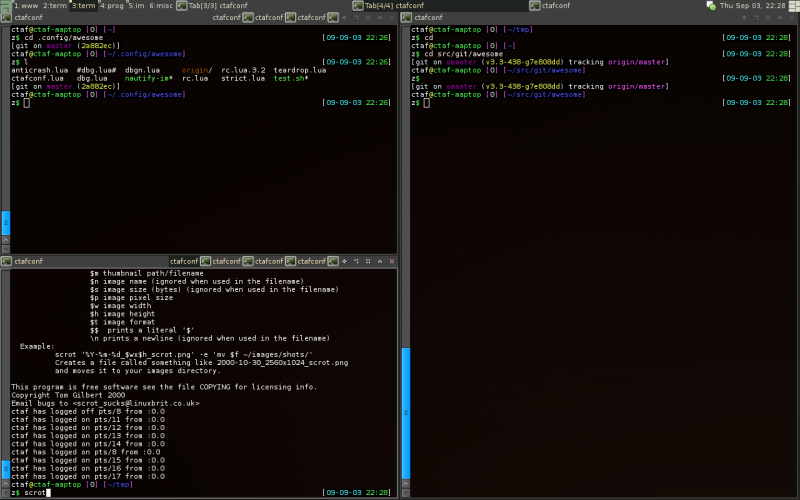 1:www 2:term 3:term 4:prog 5:im 6:misc Tab[3/3] ctafconf Tab[4/4] ctafconf ctafconf Thu Sep 03, 22:28
ctafconf ctafconf ctafconf ctafconf
ctaf@ctaf-maptop |0| [~]
z$ cd .config/awesome [09-09-03 22:26]
[git on master (2a882ec)]
ctaf@ctaf-maptop |0| [~/.config/awesome]
z$ l [09-09-03 22:26]
anticrash.lua #dbg.lua# dbgn.lua origin/ rc.lua.3.2 teardrop.lua
ctafconf.lua dbg.lua nautify-im* rc.lua strict.lua test.sh*
[git on master (2a882ec)]
ctaf@ctaf-maptop |0| [~/.config/awesome]
z$ [09-09-03 22:26]
ctafconf ctafconf ctafconf ctafconf ctafconf
$m thumbnail path/filename
$n image name (ignored when used in the filename)
$s image size (bytes) (ignored when used in the filename)
$p image pixel size
$w image width
$h image height
$t image format
$$ prints a literal '$'
\n prints a newline (ignored when used in the filename)
Example:
scrot '%Y-%m-%d_$wx$h_scrot.png' -e 'mv $f ~/images/shots/'
Creates a file called something like 2000-10-30_2560x1024_scrot.png
and moves it to your images directory.
This program is free software see the file COPYING for licensing info.
Copyright Tom Gilbert 2000
Email bugs to <scrot_sucks@linuxbrit.co.uk>
ctaf has logged off pts/8 from :0.0
ctaf has logged on pts/11 from :0.0
ctaf has logged on pts/12 from :0.0
ctaf has logged on pts/13 from :0.0
ctaf has logged on pts/14 from :0.0
ctaf has logged on pts/8 from :0.0
ctaf has logged on pts/15 from :0.0
ctaf has logged on pts/16 from :0.0
ctaf has logged on pts/17 from :0.0
ctaf@ctaf-maptop |0| [~/tmp]
z$ scrot [09-09-03 22:28]
ctafconf
ctaf@ctaf-maptop |0| [~/tmp]
z$ cd [09-09-03 22:28]
ctaf@ctaf-maptop |0| [~]
z$ cd src/git/awesome [09-09-03 22:28]
[git on omaster (v3.3-438-g7e808dd) tracking origin/master]
ctaf@ctaf-maptop |0| [~/src/git/awesome]
z$ [09-09-03 22:28]
[git on omaster (v3.3-438-g7e808dd) tracking origin/master]
ctaf@ctaf-maptop |0| [~/src/git/awesome]
z$ [09-09-03 22:28]